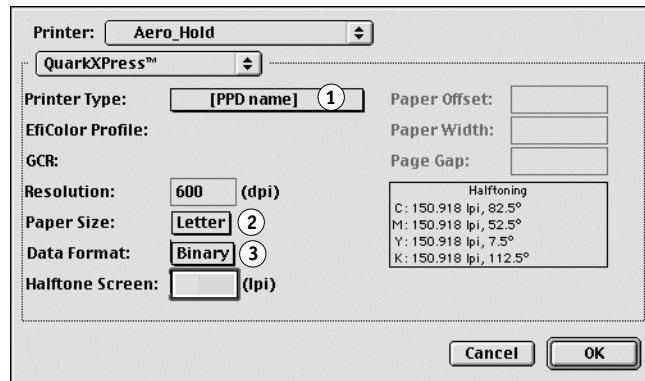 Printer: Aero_Hold
QuarkXPress™
Printer Type: [PPD name] 1
EfiColor Profile:
GCR:
Resolution: 600 (dpi)
Paper Size: Letter 2
Data Format: Binary 3
Halftone Screen: (lpi)
Paper Offset:
Paper Width:
Page Gap:
Halftoning
C: 150.918 lpi, 82.5°
M: 150.918 lpi, 52.5°
Y: 150.918 lpi, 7.5°
K: 150.918 lpi, 112.5°
Cancel OK